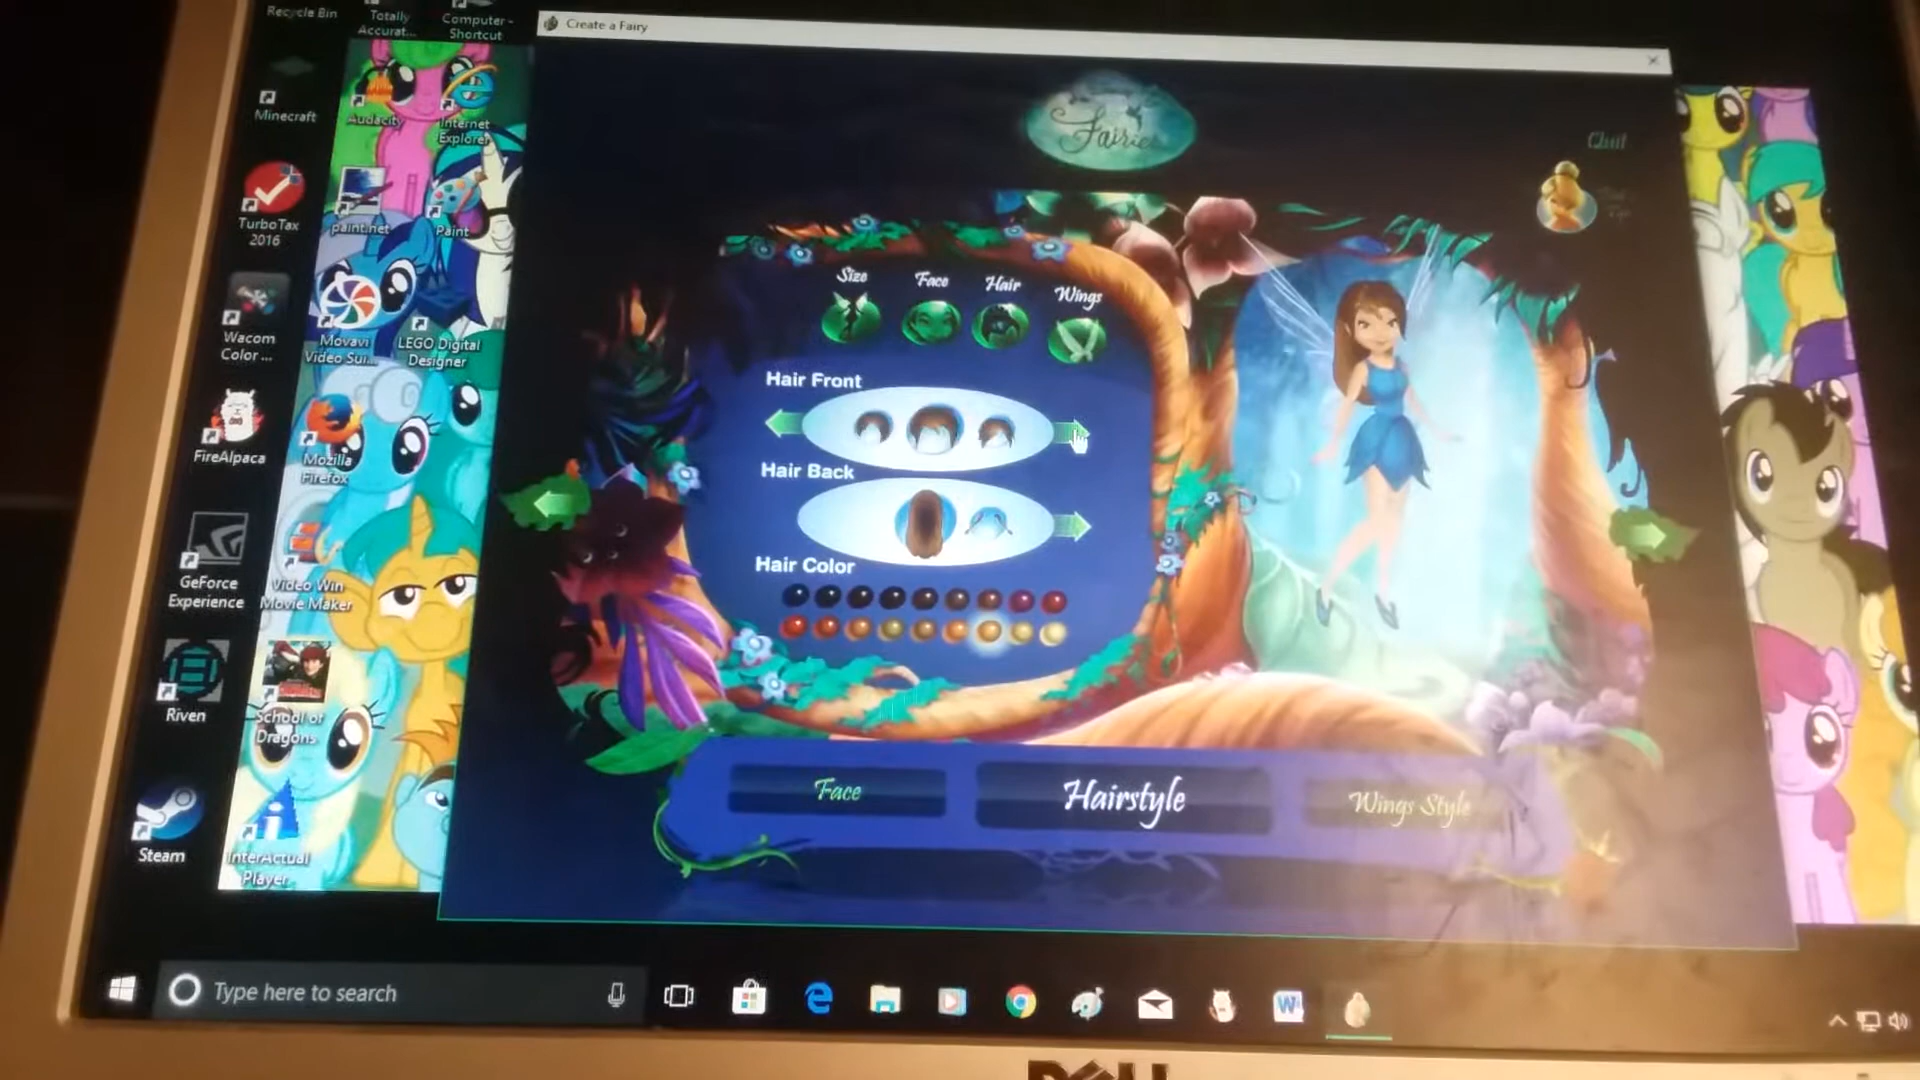 Recycle Bin
Totally
Accurat...
Computer -
Shortcut
Create a Fairy
Minecraft
Audacity
Internet
Explorer
TurboTax
2016
paint.net
Paint
Wacom
Color ...
Movavi
Video Sui...
LEGO Digital
Designer
FireAlpaca
Mozilla
Firefox
GeForce
Experience
Video Win
Movie Maker
Riven
School of
Dragons
Steam
InterActual
Player
Fairies
Quit
Size
Face
Hair
Wings
Hair Front
Hair Back
Hair Color
Face
Hairstyle
Wings Style
Type here to search
DELL